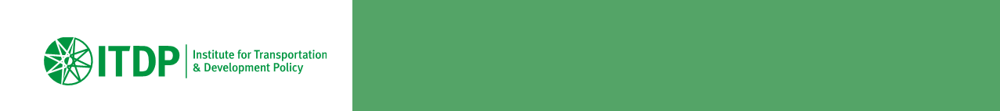 ITDP
Institute for Transportation
& Development Policy